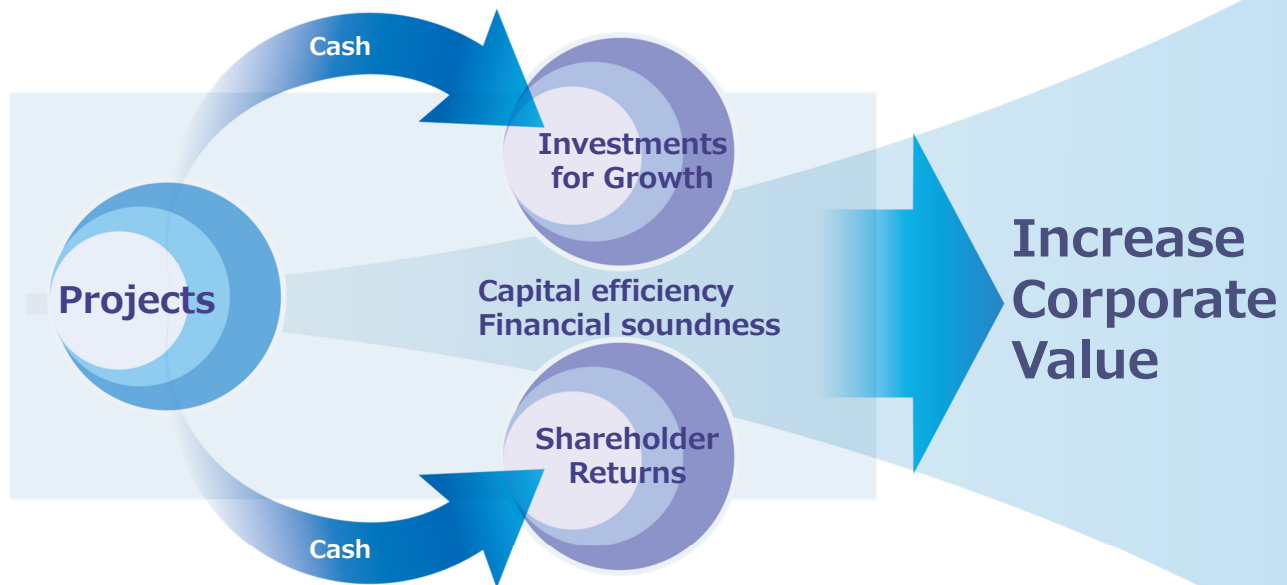 Cash
Investments
for Growth
Projects
Capital efficiency
Financial soundness
Increase
Corporate
Value
Shareholder
Returns
Cash